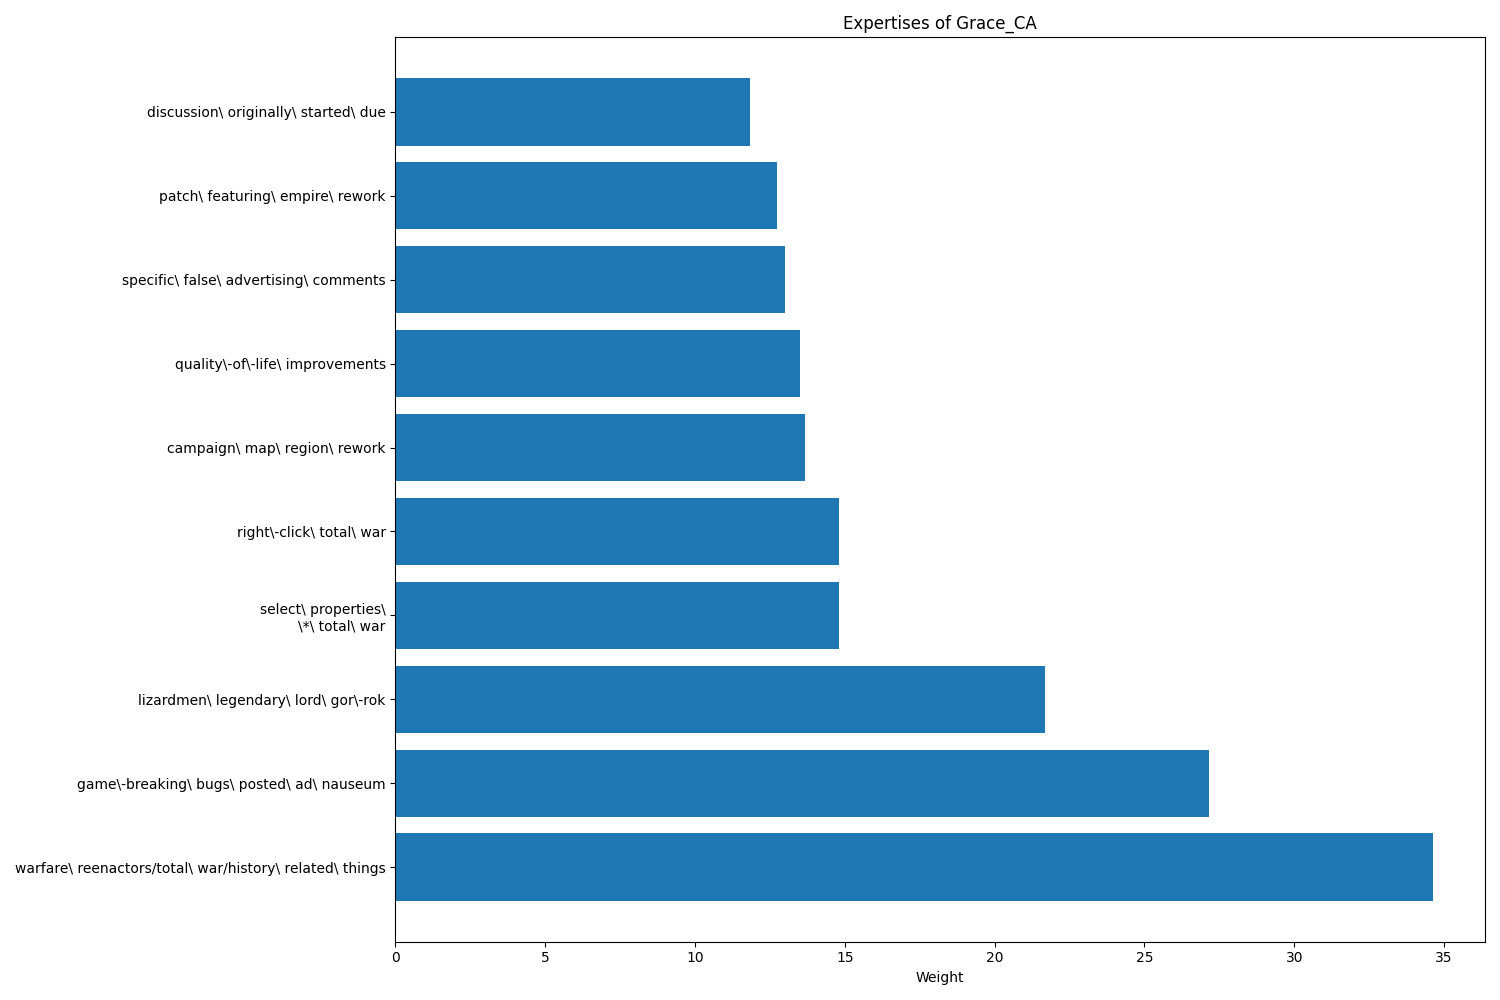 Expertises of Grace_CA
discussion\ originally\ started\ due
patch\ featuring\ empire\ rework
specific\ false\ advertising\ comments
quality\-of\-life\ improvements
campaign\ map\ region\ rework
right\-click\ total\ war
select\ properties\
\*\ total\ war
lizardmen\ legendary\ lord\ gor\-rok
game\-breaking\ bugs\ posted\ ad\ nauseum
warfare\ reenactors/total\ war/history\ related\ things
0 5 10 15 20 25 30 35
Weight